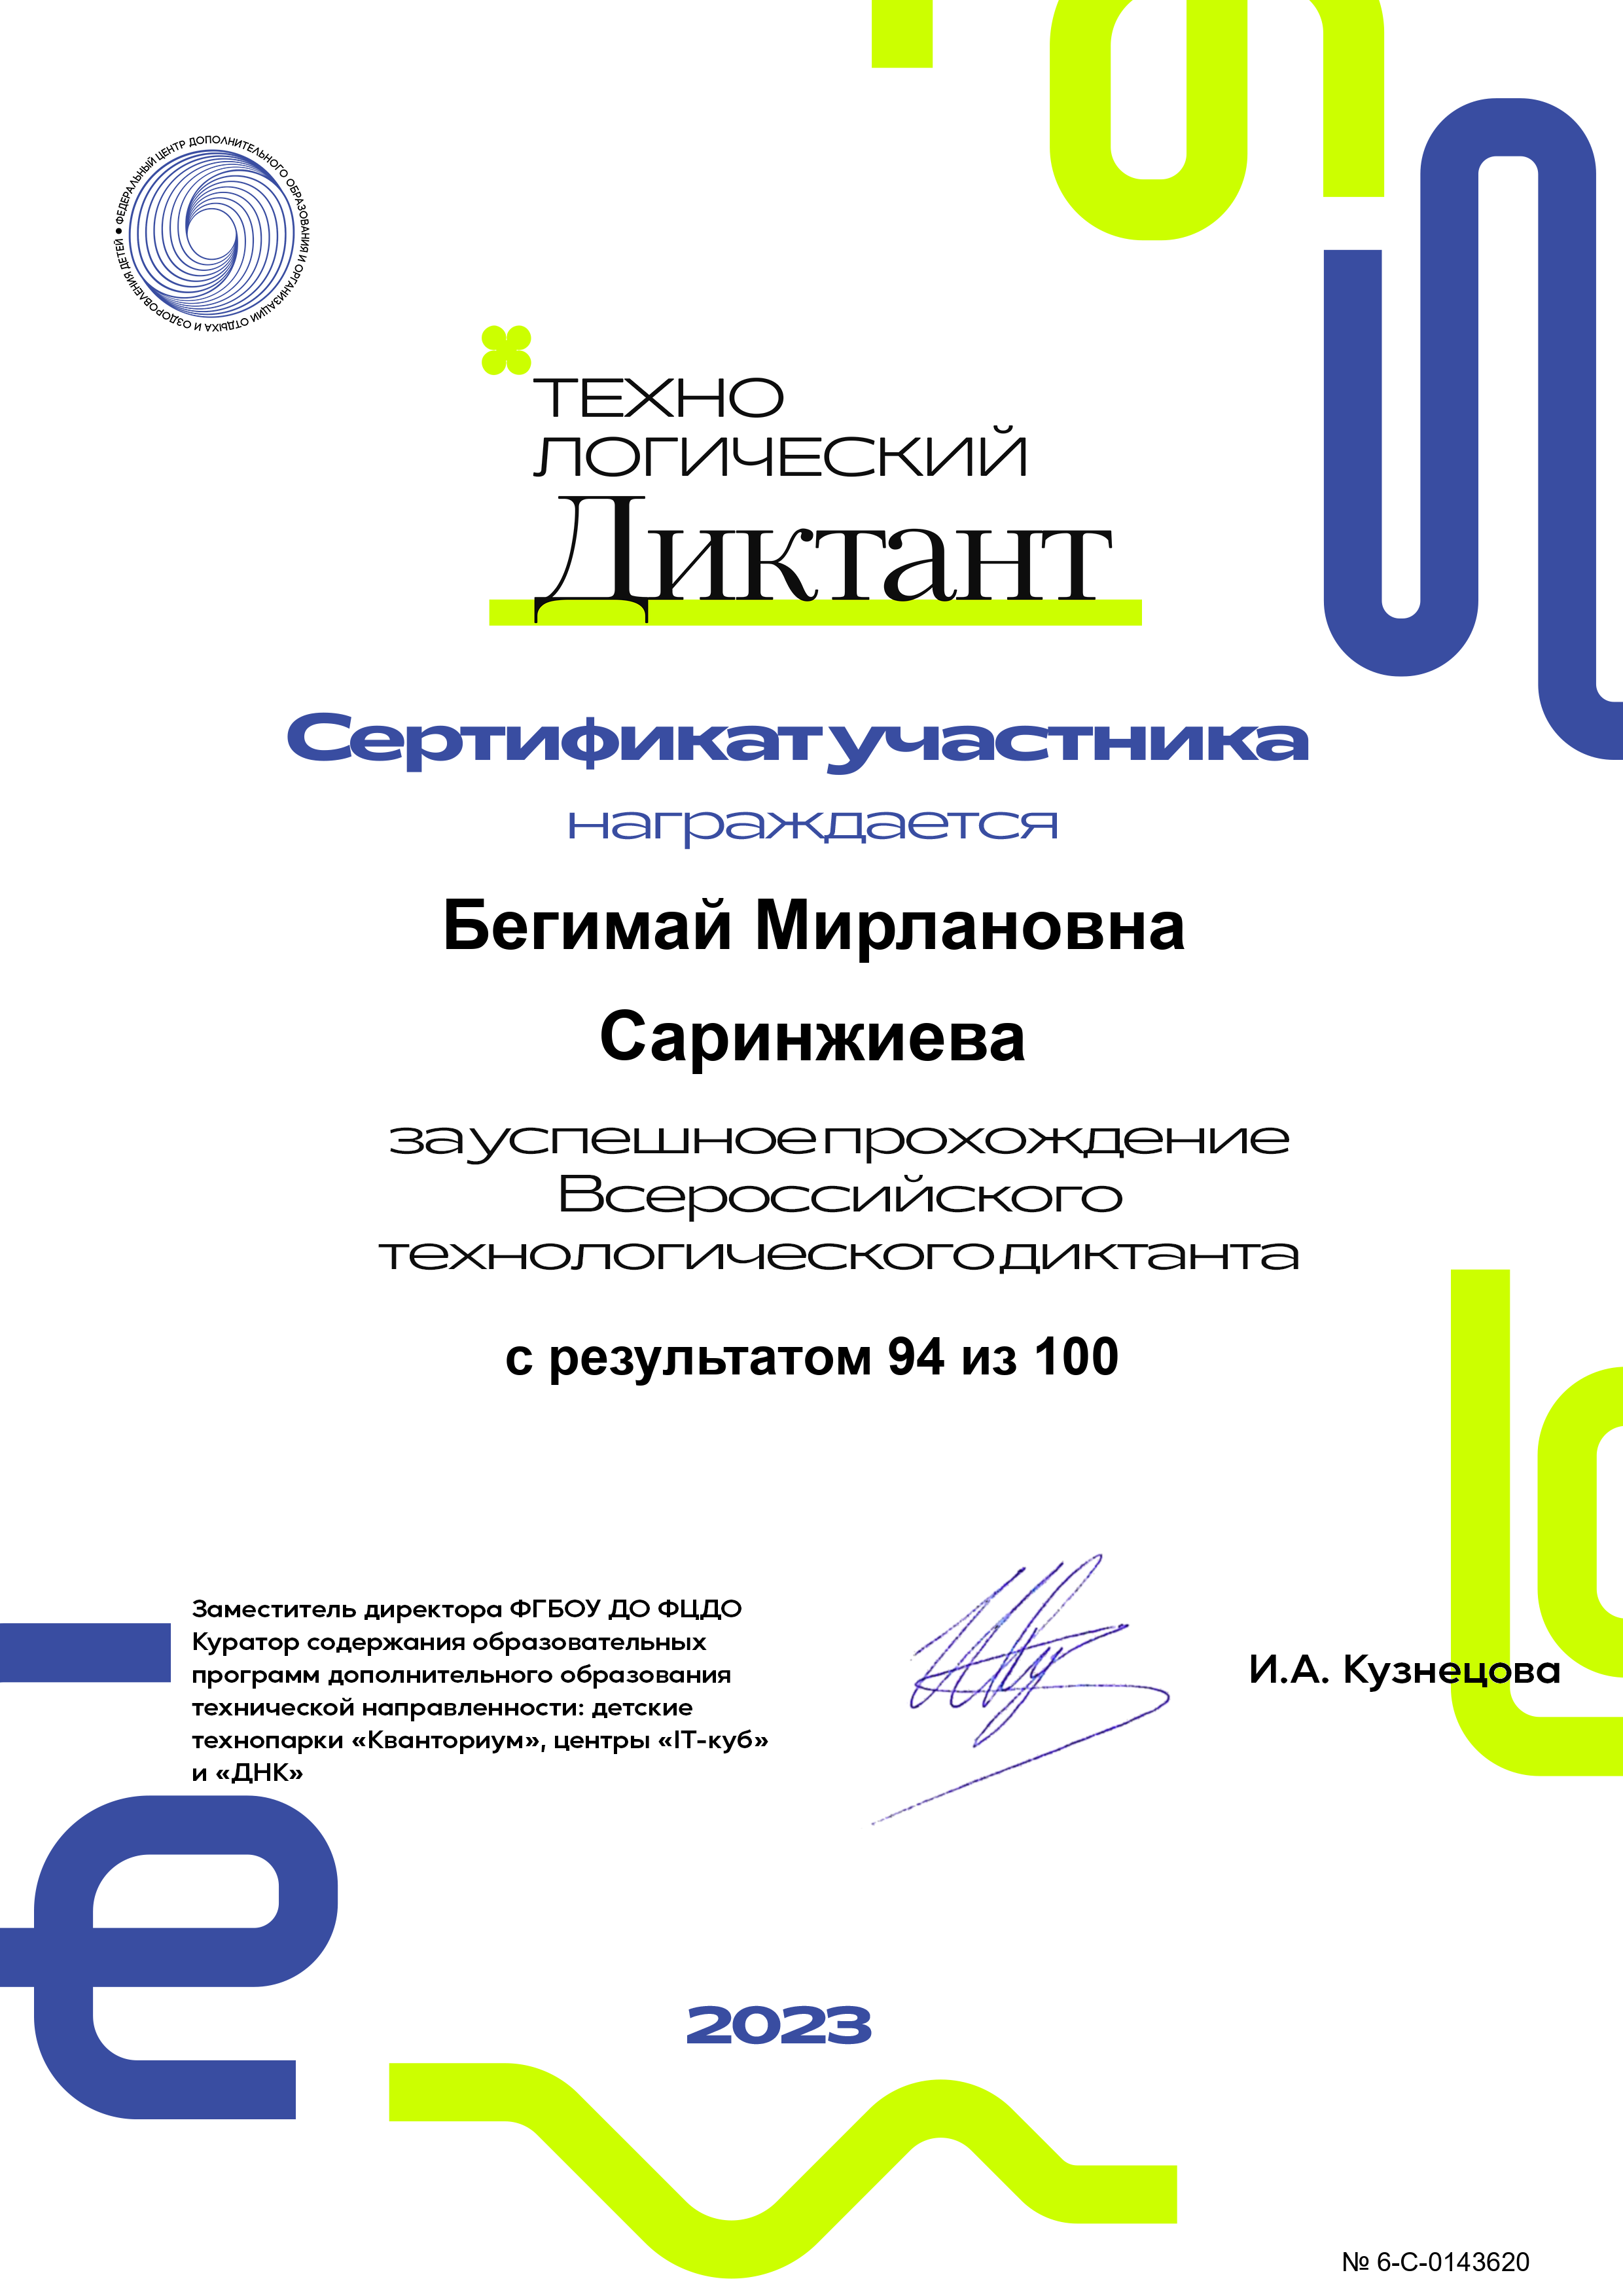 ФЕДЕРАЛЬНЫЙ ЦЕНТР ДОПОЛНИТЕЛЬНОГО ОБРАЗОВАНИЯ И ОРГАНИЗАЦИИ ОТДЫХА И ОЗДОРОВЛЕНИЯ ДЕТЕЙ
ТЕХНО
ЛОГИЧЕСКИЙ
Диктант
Сертификат участника
награждается
Бегимай Мирлановна
Саринжиева
за успешное прохождение
Всероссийского
технологического диктанта
с результатом 94 из 100
Заместитель директора ФГБОУ ДО ФЦДО
Куратор содержания образовательных
программ дополнительного образования
технической направленности: детские
технопарки «Кванториум», центры «IT-куб»
и «ДНК»
И.А. Кузнецова
2023
№ 6-С-0143620